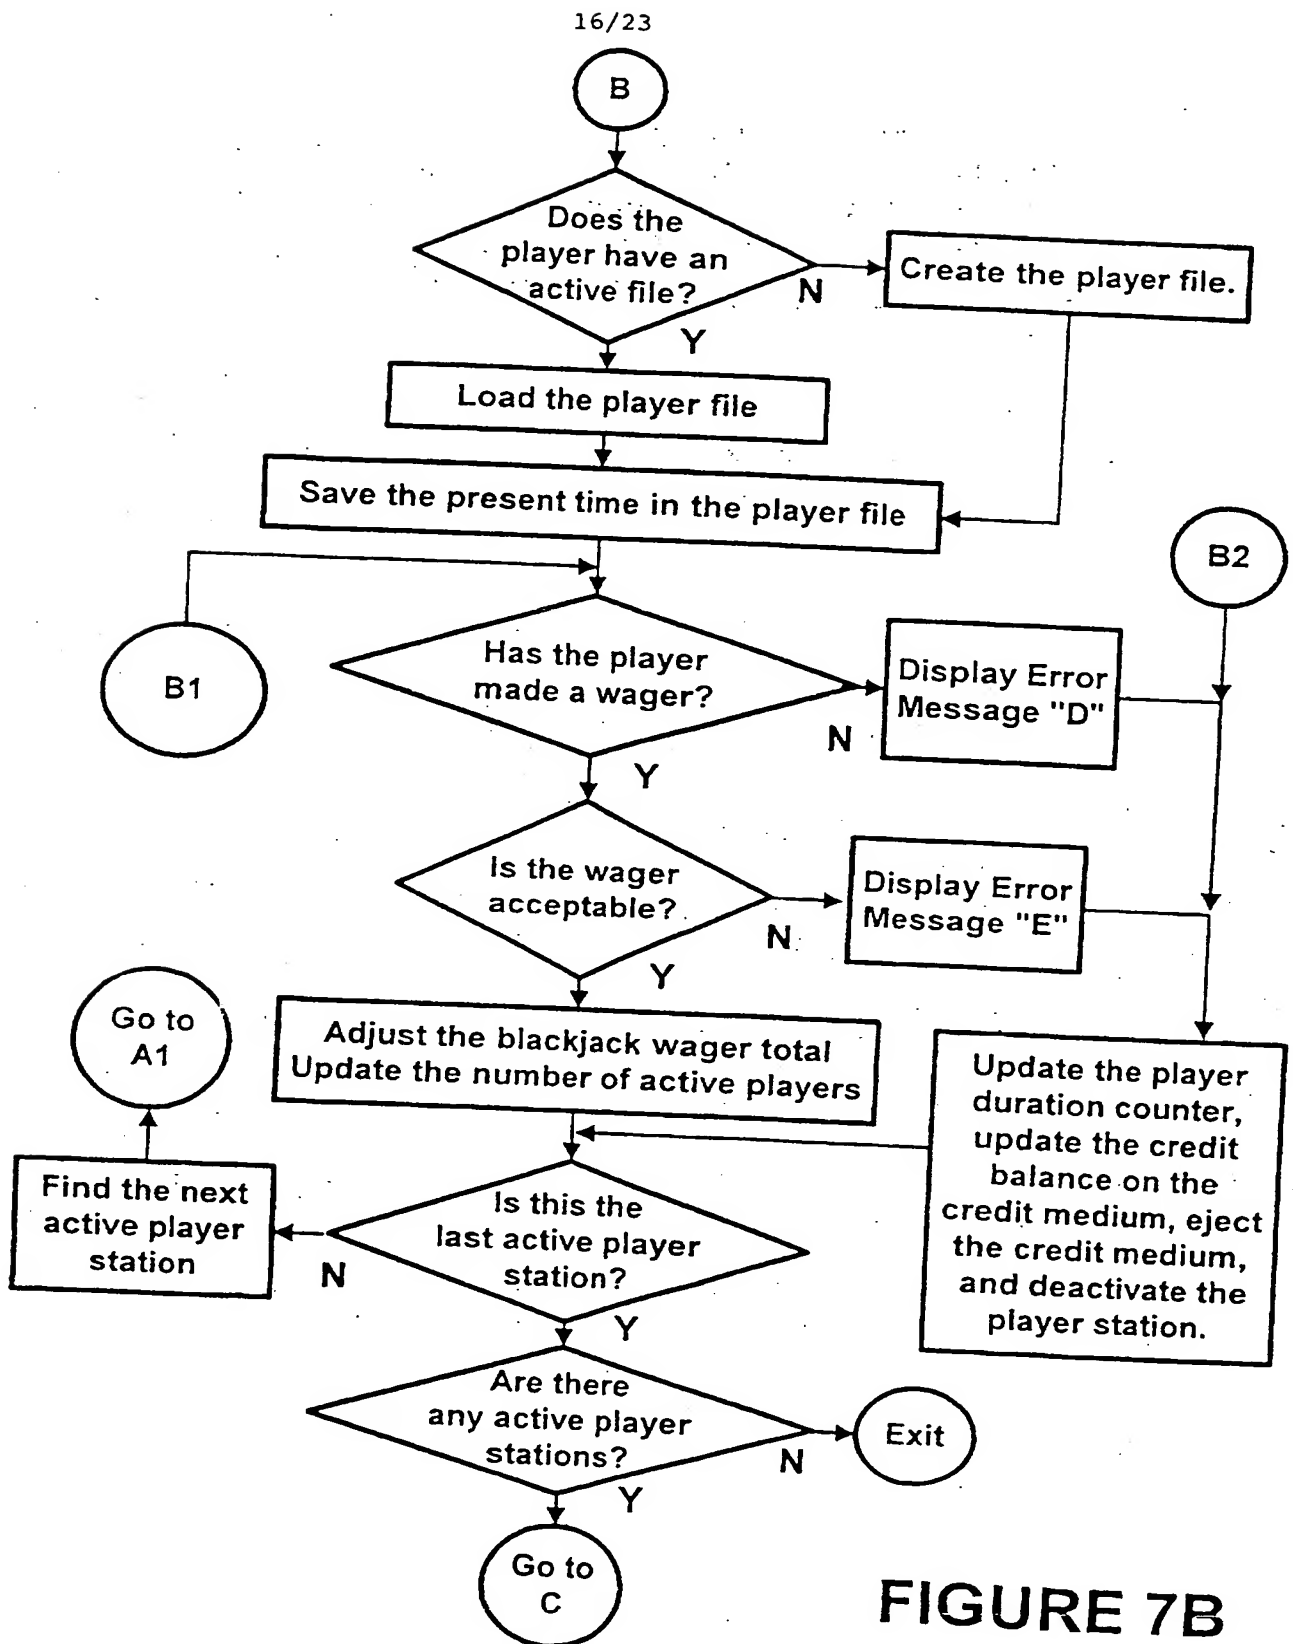 16/23
B
Does the
player have an
active file?
N
Create the player file.
Y
Load the player file
Save the present time in the player file
B2
B1
Has the player
made a wager?
N
Display Error
Message "D"
Y
Is the wager
acceptable?
N
Display Error
Message "E"
Y
Go to
A1
Adjust the blackjack wager total
Update the number of active players
Update the player
duration counter,
update the credit
balance on the
credit medium, eject
the credit medium,
and deactivate the
player station.
Find the next
active player
station
N
Is this the
last active player
station?
Y
Are there
any active player
stations?
N
Exit
Y
Go to
C
FIGURE 7B